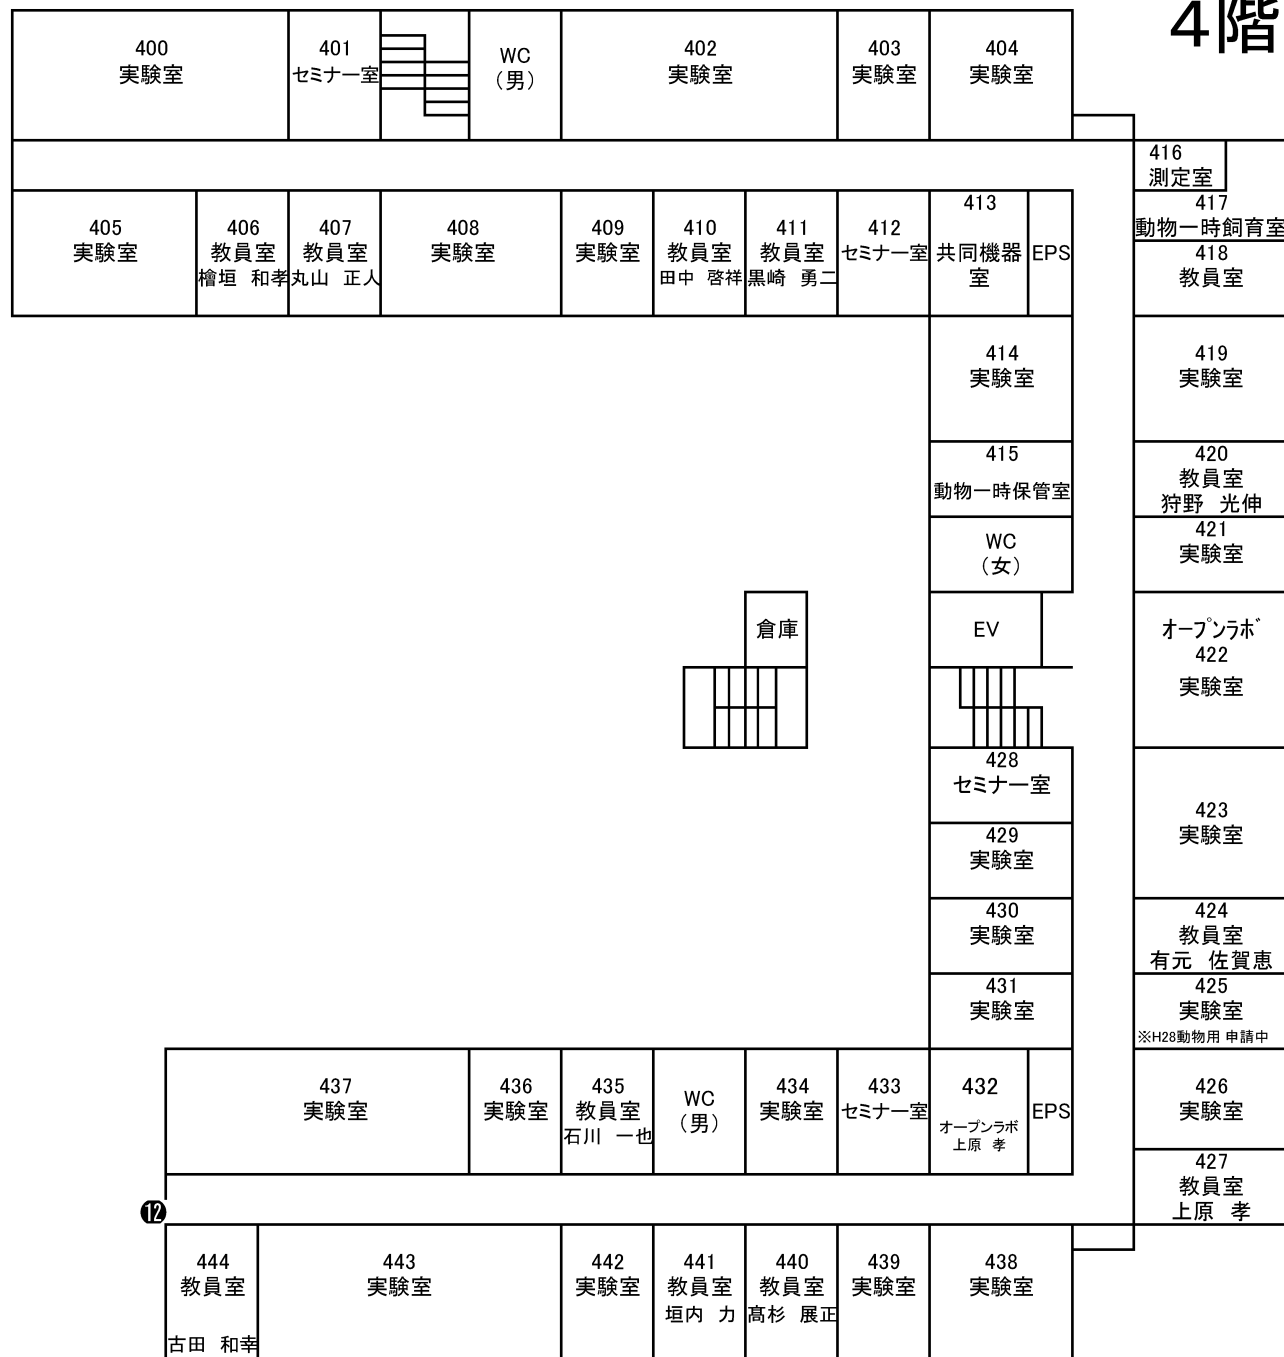 4階
400
実験室
401
セミナー室
WC
（男）
402
実験室
403
実験室
404
実験室
405
実験室
406
教員室
檜垣　和孝
407
教員室
丸山　正人
408
実験室
409
実験室
410
教員室
田中　啓祥
411
教員室
黒崎　勇二
412
セミナー室
413
共同機器
室
EPS
414
実験室
415
動物一時保管室
WC
（女）
EV
倉庫
416
測定室
417
動物一時飼育室
418
教員室
419
実験室
420
教員室
狩野　光伸
421
実験室
オープンラボ
422
実験室
423
実験室
424
教員室
有元　佐賀恵
425
実験室
※H28動物用 申請中
426
実験室
427
教員室
上原　孝
428
セミナー室
429
実験室
430
実験室
431
実験室
437
実験室
436
実験室
435
教員室
石川　一也
WC
（男）
434
実験室
433
セミナー室
432
オープンラボ
上原　孝
EPS
⓬
444
教員室
古田　和幸
443
実験室
442
実験室
441
教員室
垣内　力
440
教員室
髙杉　展正
439
実験室
438
実験室